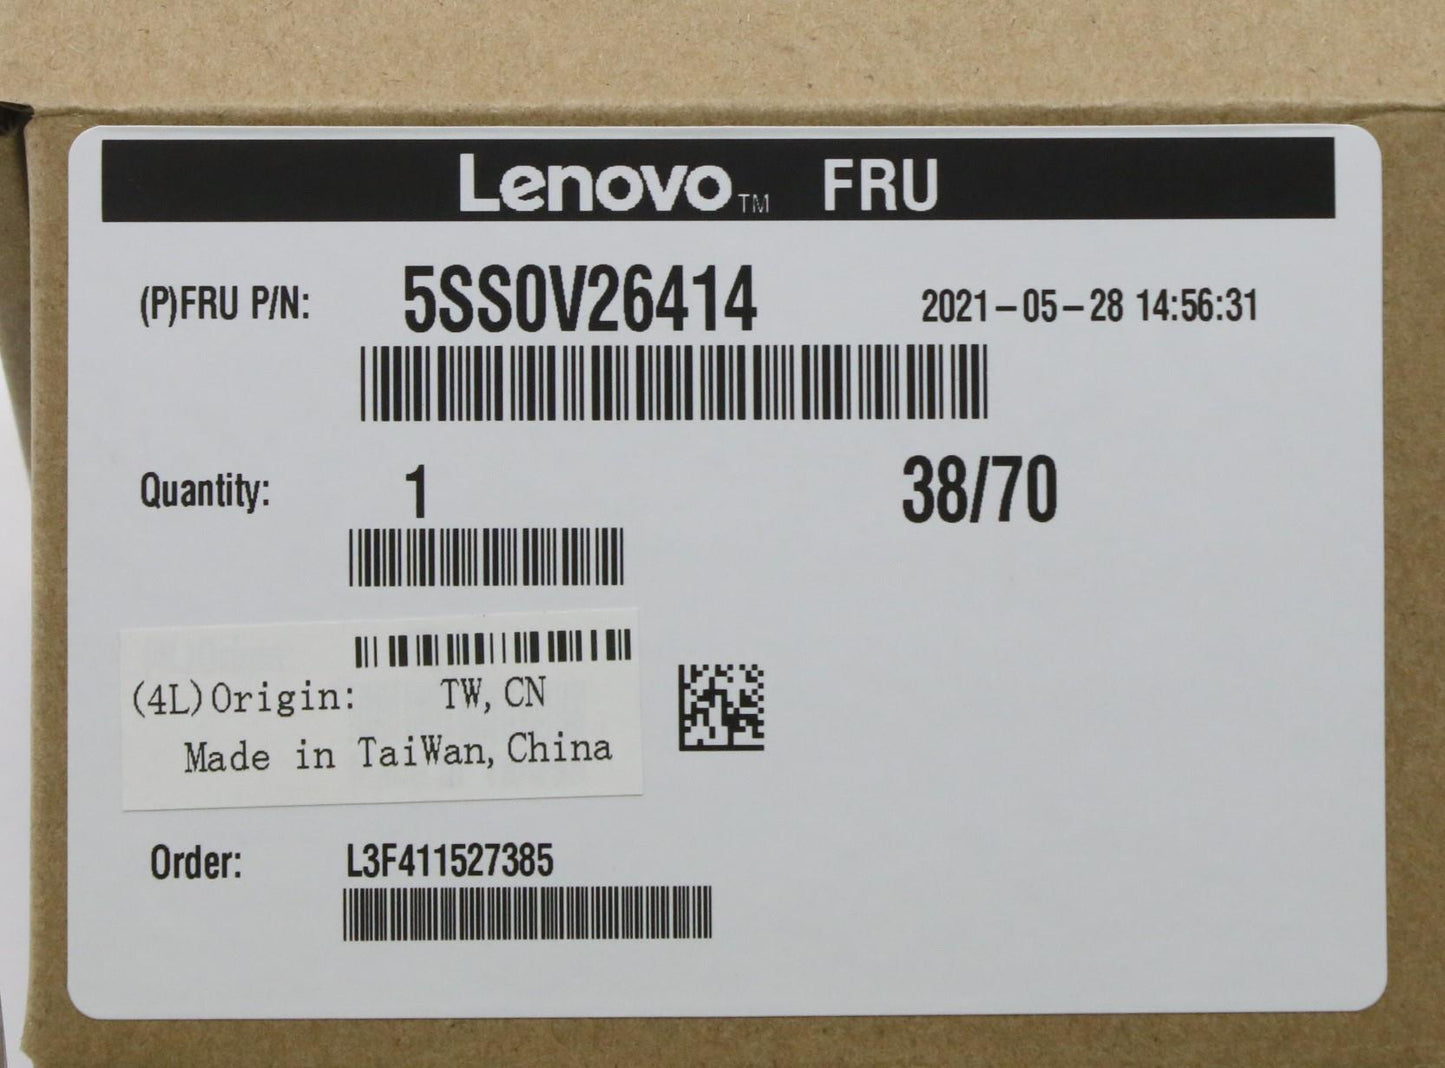 Lenovo™ FRU
(P)FRU P/N: 5SS0V26414 2021-05-28 14:56:31
Quantity: 1 38/70
(4L)Origin: TW, CN
Made in TaiWan, China
Order: L3F411527385